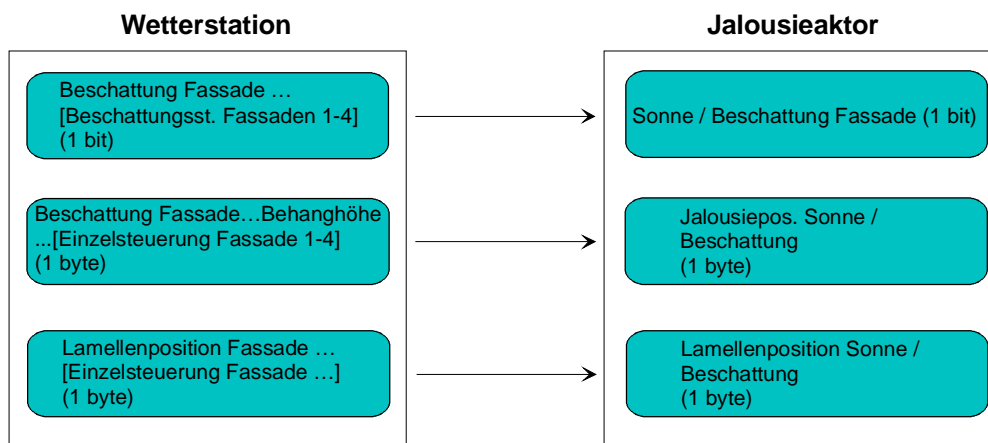 Wetterstation
Jalousieaktor
Beschattung Fassade …
[Beschattungsst. Fassaden 1-4]
(1 bit)
Sonne / Beschattung Fassade (1 bit)
Beschattung Fassade…Behanghöhe
...[Einzelsteuerung Fassade 1-4]
(1 byte)
Jalousiepos. Sonne /
Beschattung
(1 byte)
Lamellenposition Fassade …
[Einzelsteuerung Fassade …]
(1 byte)
Lamellenposition Sonne /
Beschattung
(1 byte)